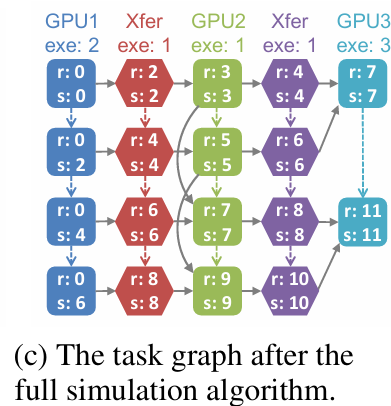 GPU1 Xfer GPU2 Xfer GPU3
exe: 2 exe: 1 exe: 1 exe: 1 exe: 3
r: 0 r: 2 r: 3 r: 4 r: 7
s: 0 s: 2 s: 3 s: 4 s: 7
r: 0 r: 4 r: 5 r: 6
s: 2 s: 4 s: 5 s: 6
r: 0 r: 6 r: 7 r: 8 r: 11
s: 4 s: 6 s: 7 s: 8 s: 11
r: 0 r: 8 r: 9 r: 10
s: 6 s: 8 s: 9 s: 10
(c) The task graph after the
full simulation algorithm.